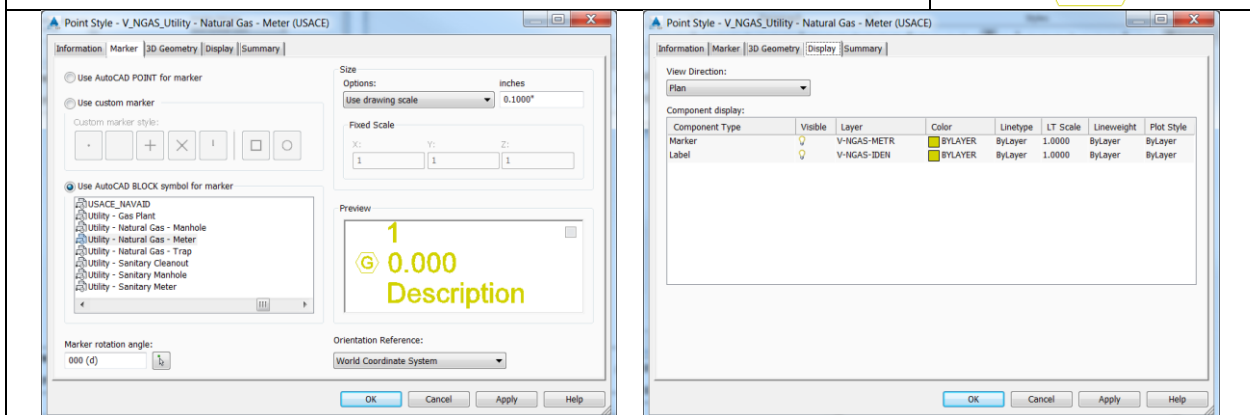 Point Style - V_NGAS_Utility - Natural Gas - Meter (USACE)
Information Marker 3D Geometry Display Summary
Use AutoCAD POINT for marker
Use custom marker
Custom marker style:
Use AutoCAD BLOCK symbol for marker
USACE_NAVAID
Utility - Gas Plant
Utility - Natural Gas - Manhole
Utility - Natural Gas - Meter
Utility - Natural Gas - Trap
Utility - Sanitary Cleanout
Utility - Sanitary Manhole
Utility - Sanitary Meter
Marker rotation angle:
000 (d)
Size
Options: inches
Use drawing scale 0.1000"
Fixed Scale
X: Y: Z:
1 1 1
Preview
1
G 0.000
Description
Orientation Reference:
World Coordinate System
OK Cancel Apply Help
Point Style - V_NGAS_Utility - Natural Gas - Meter (USACE)
Information Marker 3D Geometry Display Summary
View Direction:
Plan
Component display:
Component Type Visible Layer Color Linetype LT Scale Lineweight Plot Style
Marker V-NGAS-METR BYLAYER ByLayer 1.0000 ByLayer ByLayer
Label V-NGAS-IDEN BYLAYER ByLayer 1.0000 ByLayer ByLayer
OK Cancel Apply Help